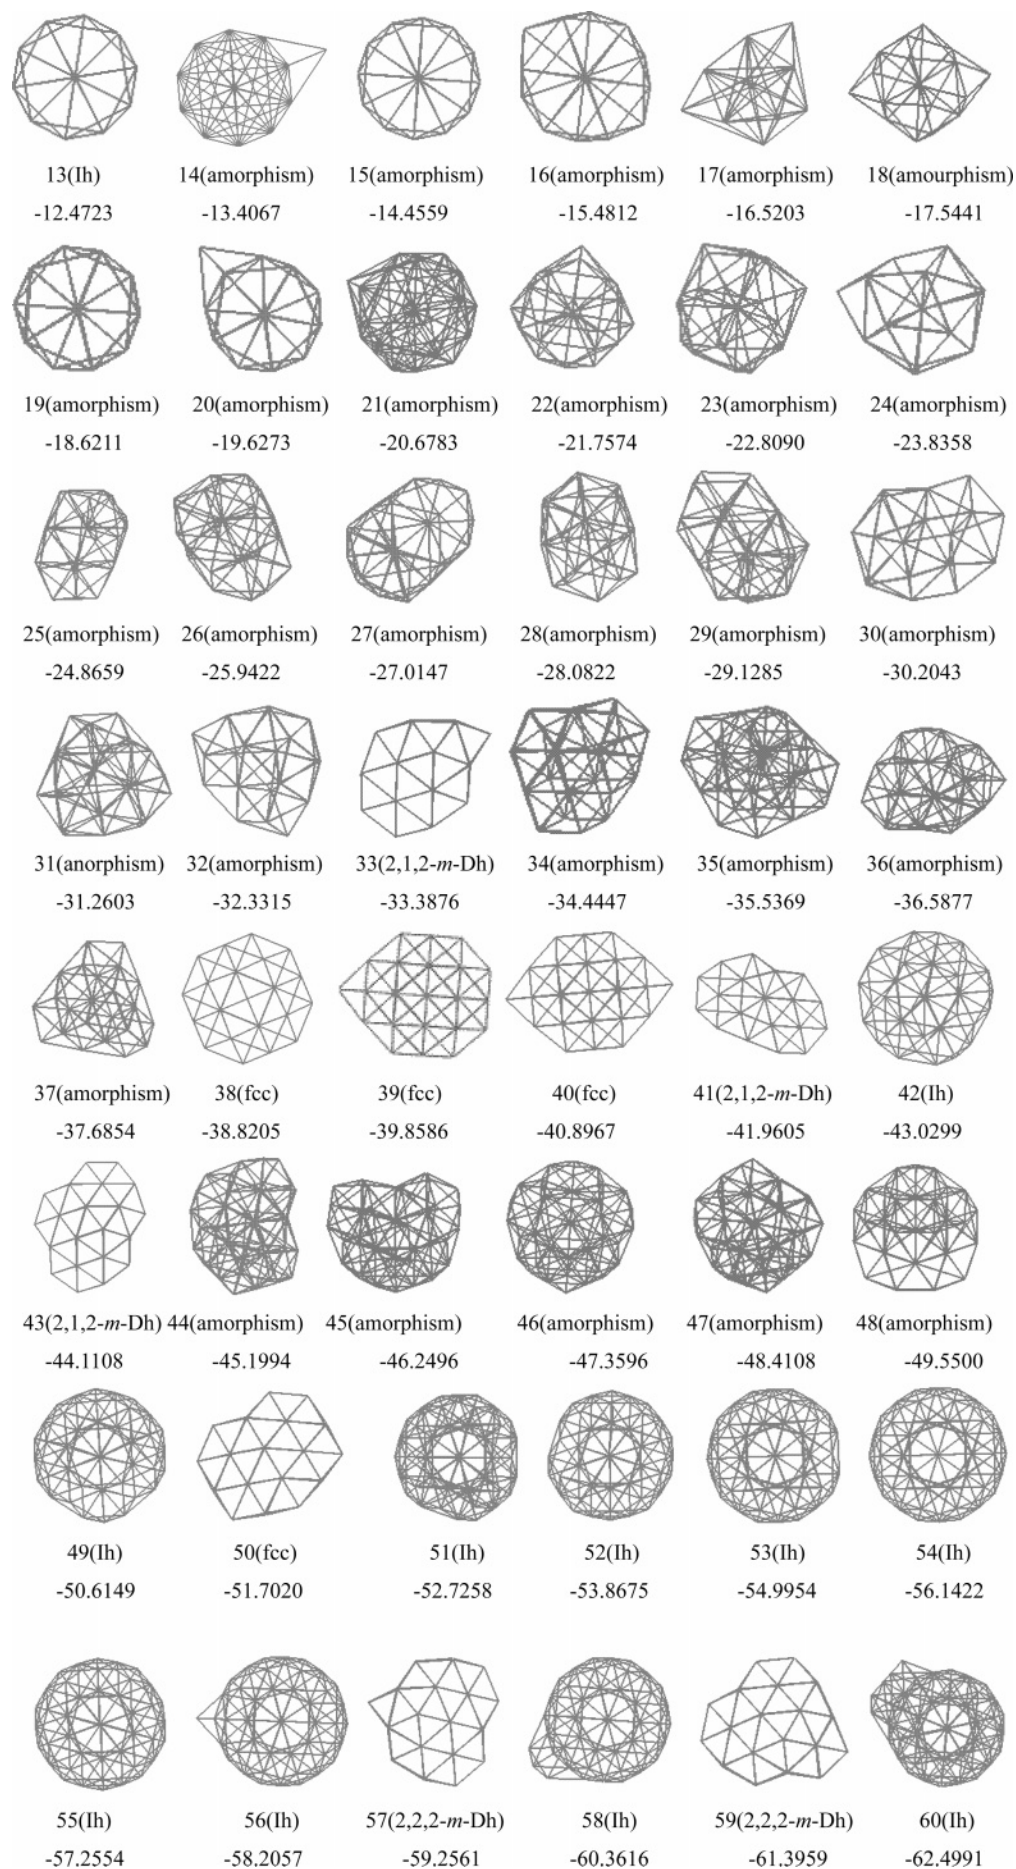 13(Ih) 14(amorphism) 15(amorphism) 16(amorphism) 17(amorphism) 18(amourphism)
-12.4723 -13.4067 -14.4559 -15.4812 -16.5203 -17.5441
19(amorphism) 20(amorphism) 21(amorphism) 22(amorphism) 23(amorphism) 24(amorphism)
-18.6211 -19.6273 -20.6783 -21.7574 -22.8090 -23.8358
25(amorphism) 26(amorphism) 27(amorphism) 28(amorphism) 29(amorphism) 30(amorphism)
-24.8659 -25.9422 -27.0147 -28.0822 -29.1285 -30.2043
31(anorphism) 32(amorphism) 33(2,1,2-m-Dh) 34(amorphism) 35(amorphism) 36(amorphism)
-31.2603 -32.3315 -33.3876 -34.4447 -35.5369 -36.5877
37(amorphism) 38(fcc) 39(fcc) 40(fcc) 41(2,1,2-m-Dh) 42(Ih)
-37.6854 -38.8205 -39.8586 -40.8967 -41.9605 -43.0299
43(2,1,2-m-Dh) 44(amorphism) 45(amorphism) 46(amorphism) 47(amorphism) 48(amorphism)
-44.1108 -45.1994 -46.2496 -47.3596 -48.4108 -49.5500
49(Ih) 50(fcc) 51(Ih) 52(Ih) 53(Ih) 54(Ih)
-50.6149 -51.7020 -52.7258 -53.8675 -54.9954 -56.1422
55(Ih) 56(Ih) 57(2,2,2-m-Dh) 58(Ih) 59(2,2,2-m-Dh) 60(Ih)
-57.2554 -58.2057 -59.2561 -60.3616 -61.3959 -62.4991